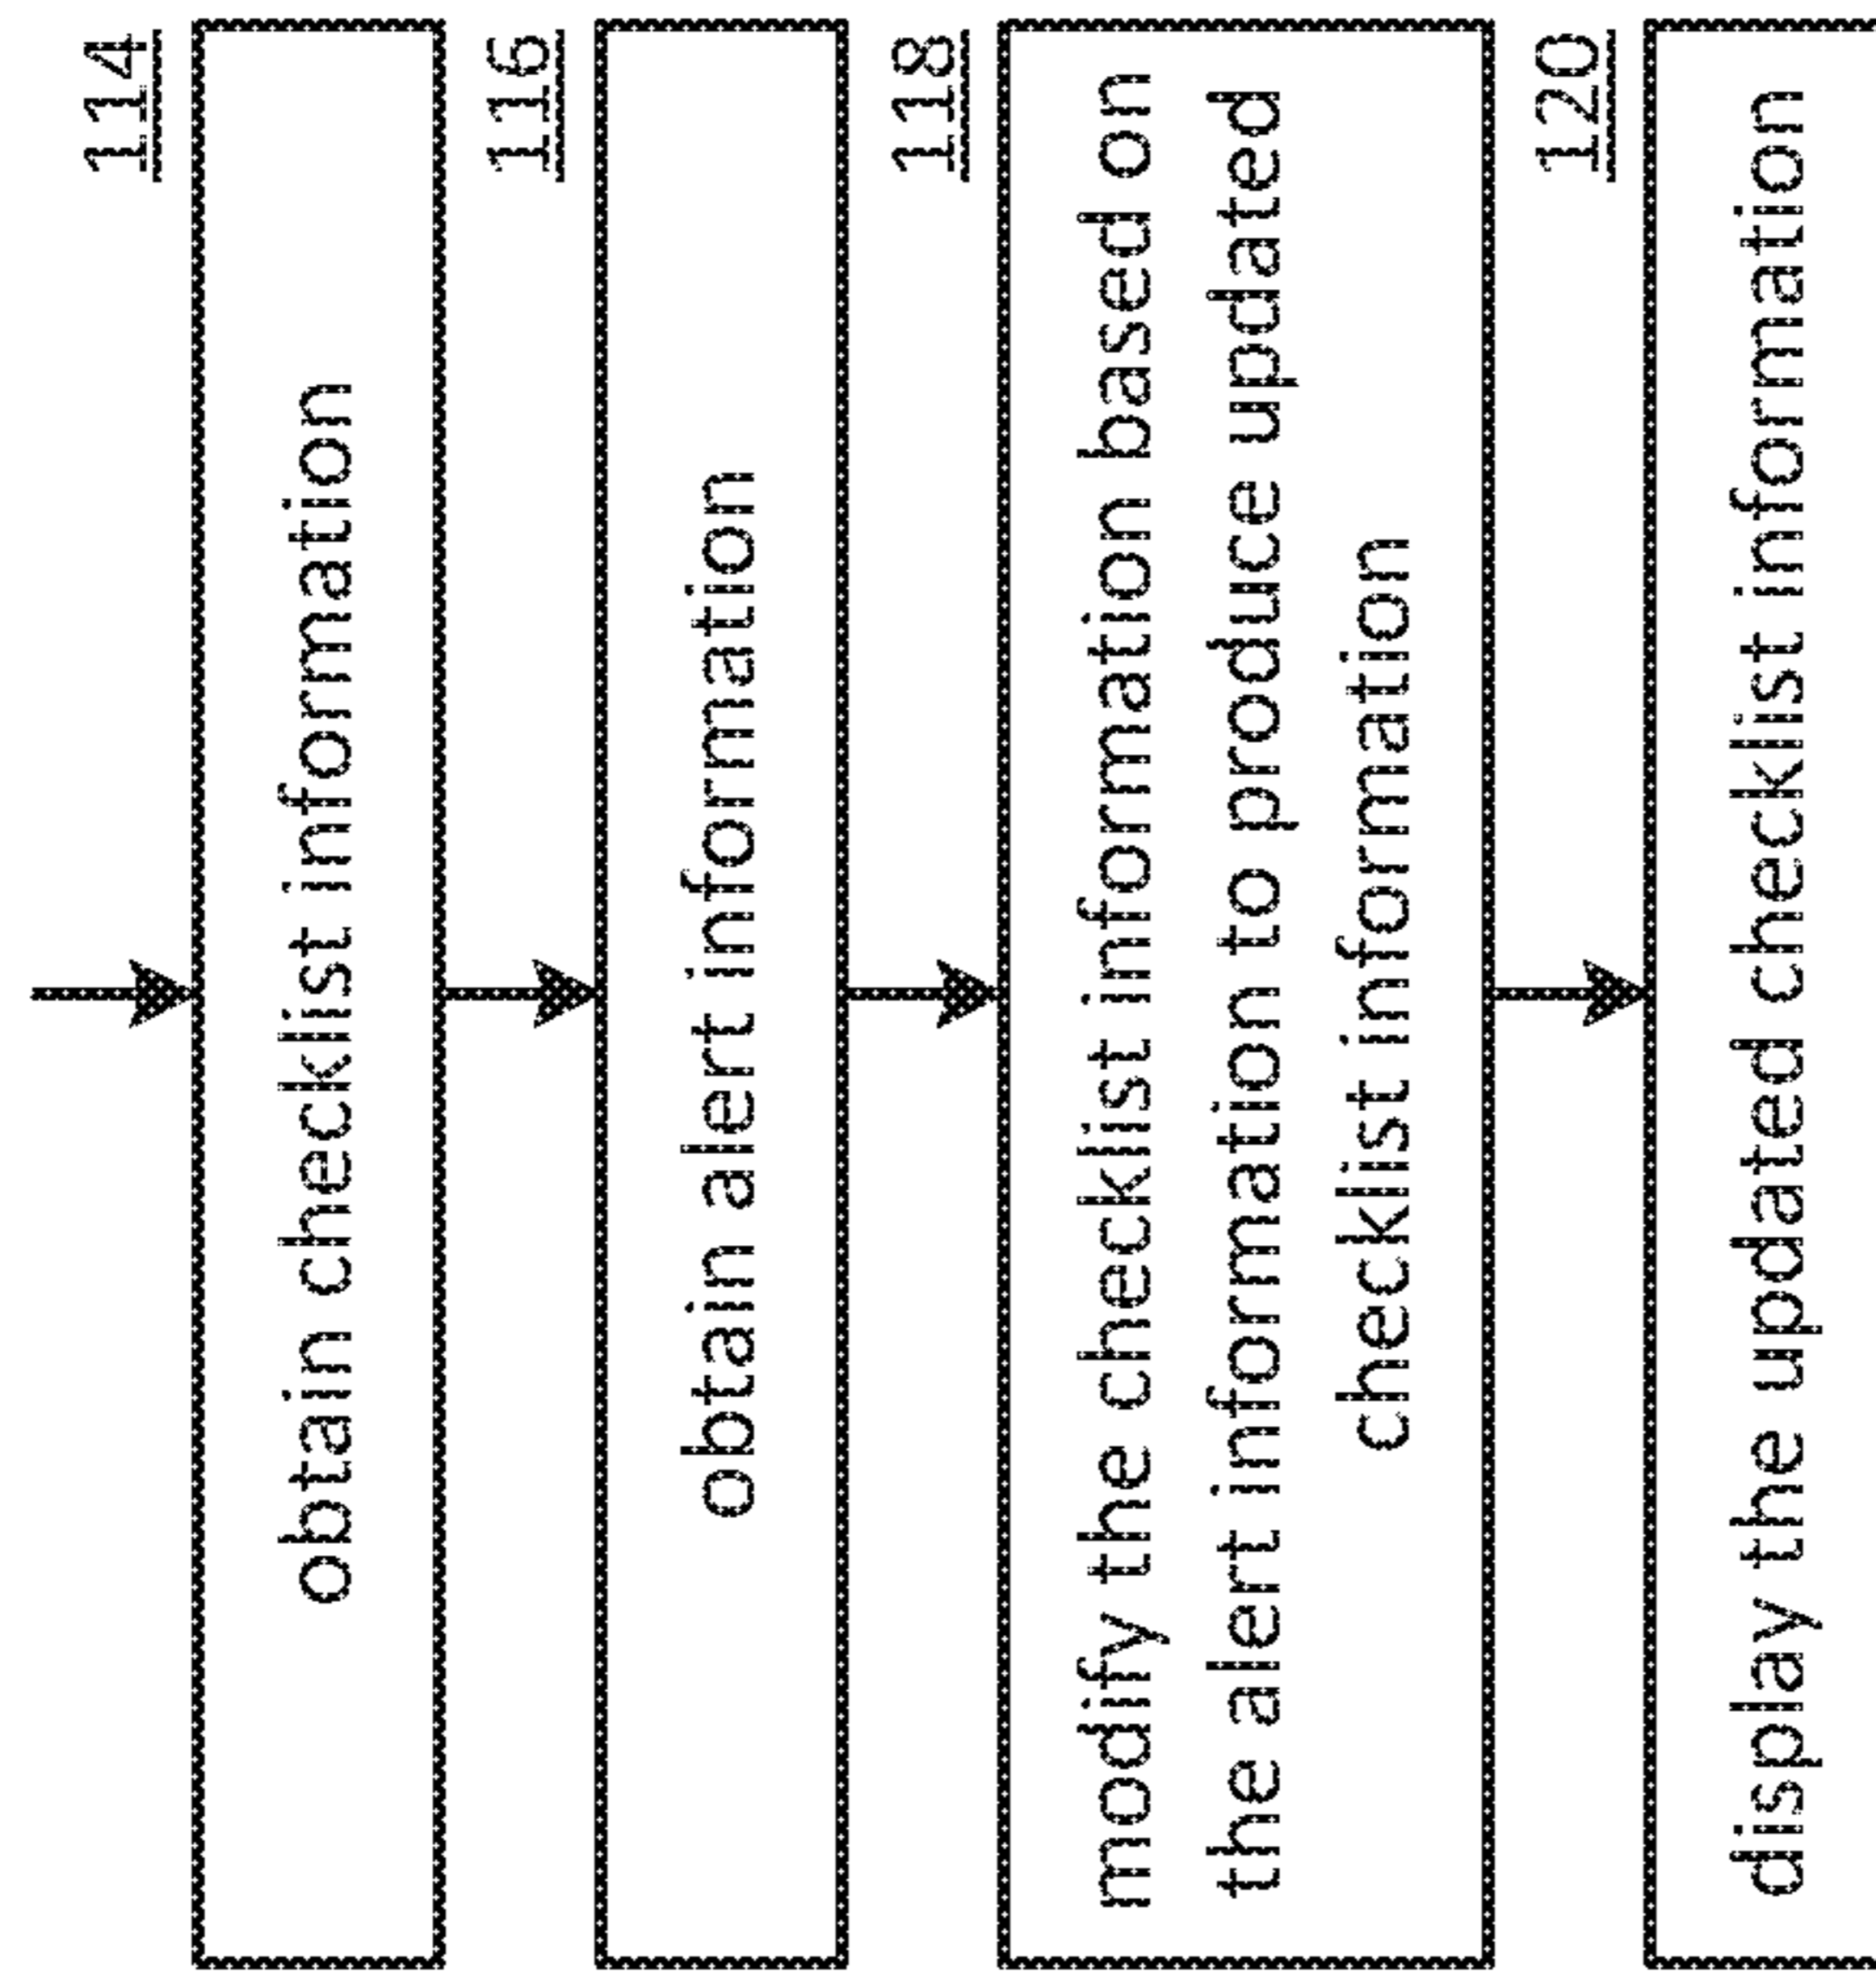 114
obtain checklist information
116
obtain alert information
118
modify the checklist information based on
the alert information to produce updated
checklist information
120
display the updated checklist information